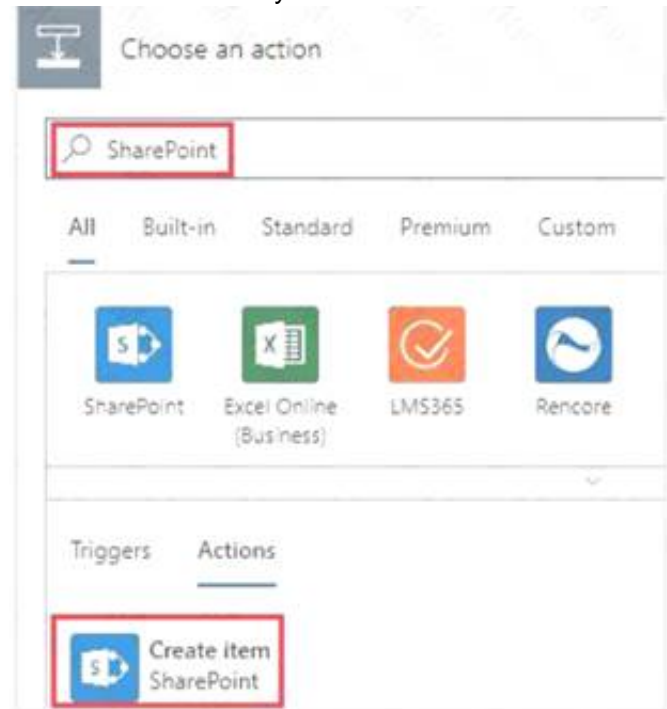 Choose an action
SharePoint
All Built-in Standard Premium Custom
SharePoint Excel Online (Business) LMS365 Rencore
Triggers Actions
Create item
SharePoint